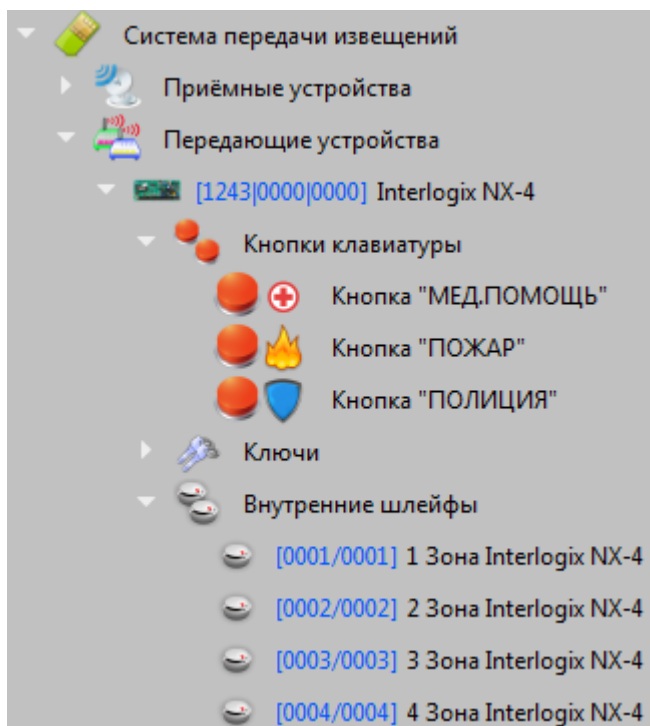 Система передачи извещений
Приёмные устройства
Передающие устройства
[1243|0000|0000] Interlogix NX-4
Кнопки клавиатуры
Кнопка "МЕД.ПОМОЩЬ"
Кнопка "ПОЖАР"
Кнопка "ПОЛИЦИЯ"
Ключи
Внутренние шлейфы
[0001/0001] 1 Зона Interlogix NX-4
[0002/0002] 2 Зона Interlogix NX-4
[0003/0003] 3 Зона Interlogix NX-4
[0004/0004] 4 Зона Interlogix NX-4